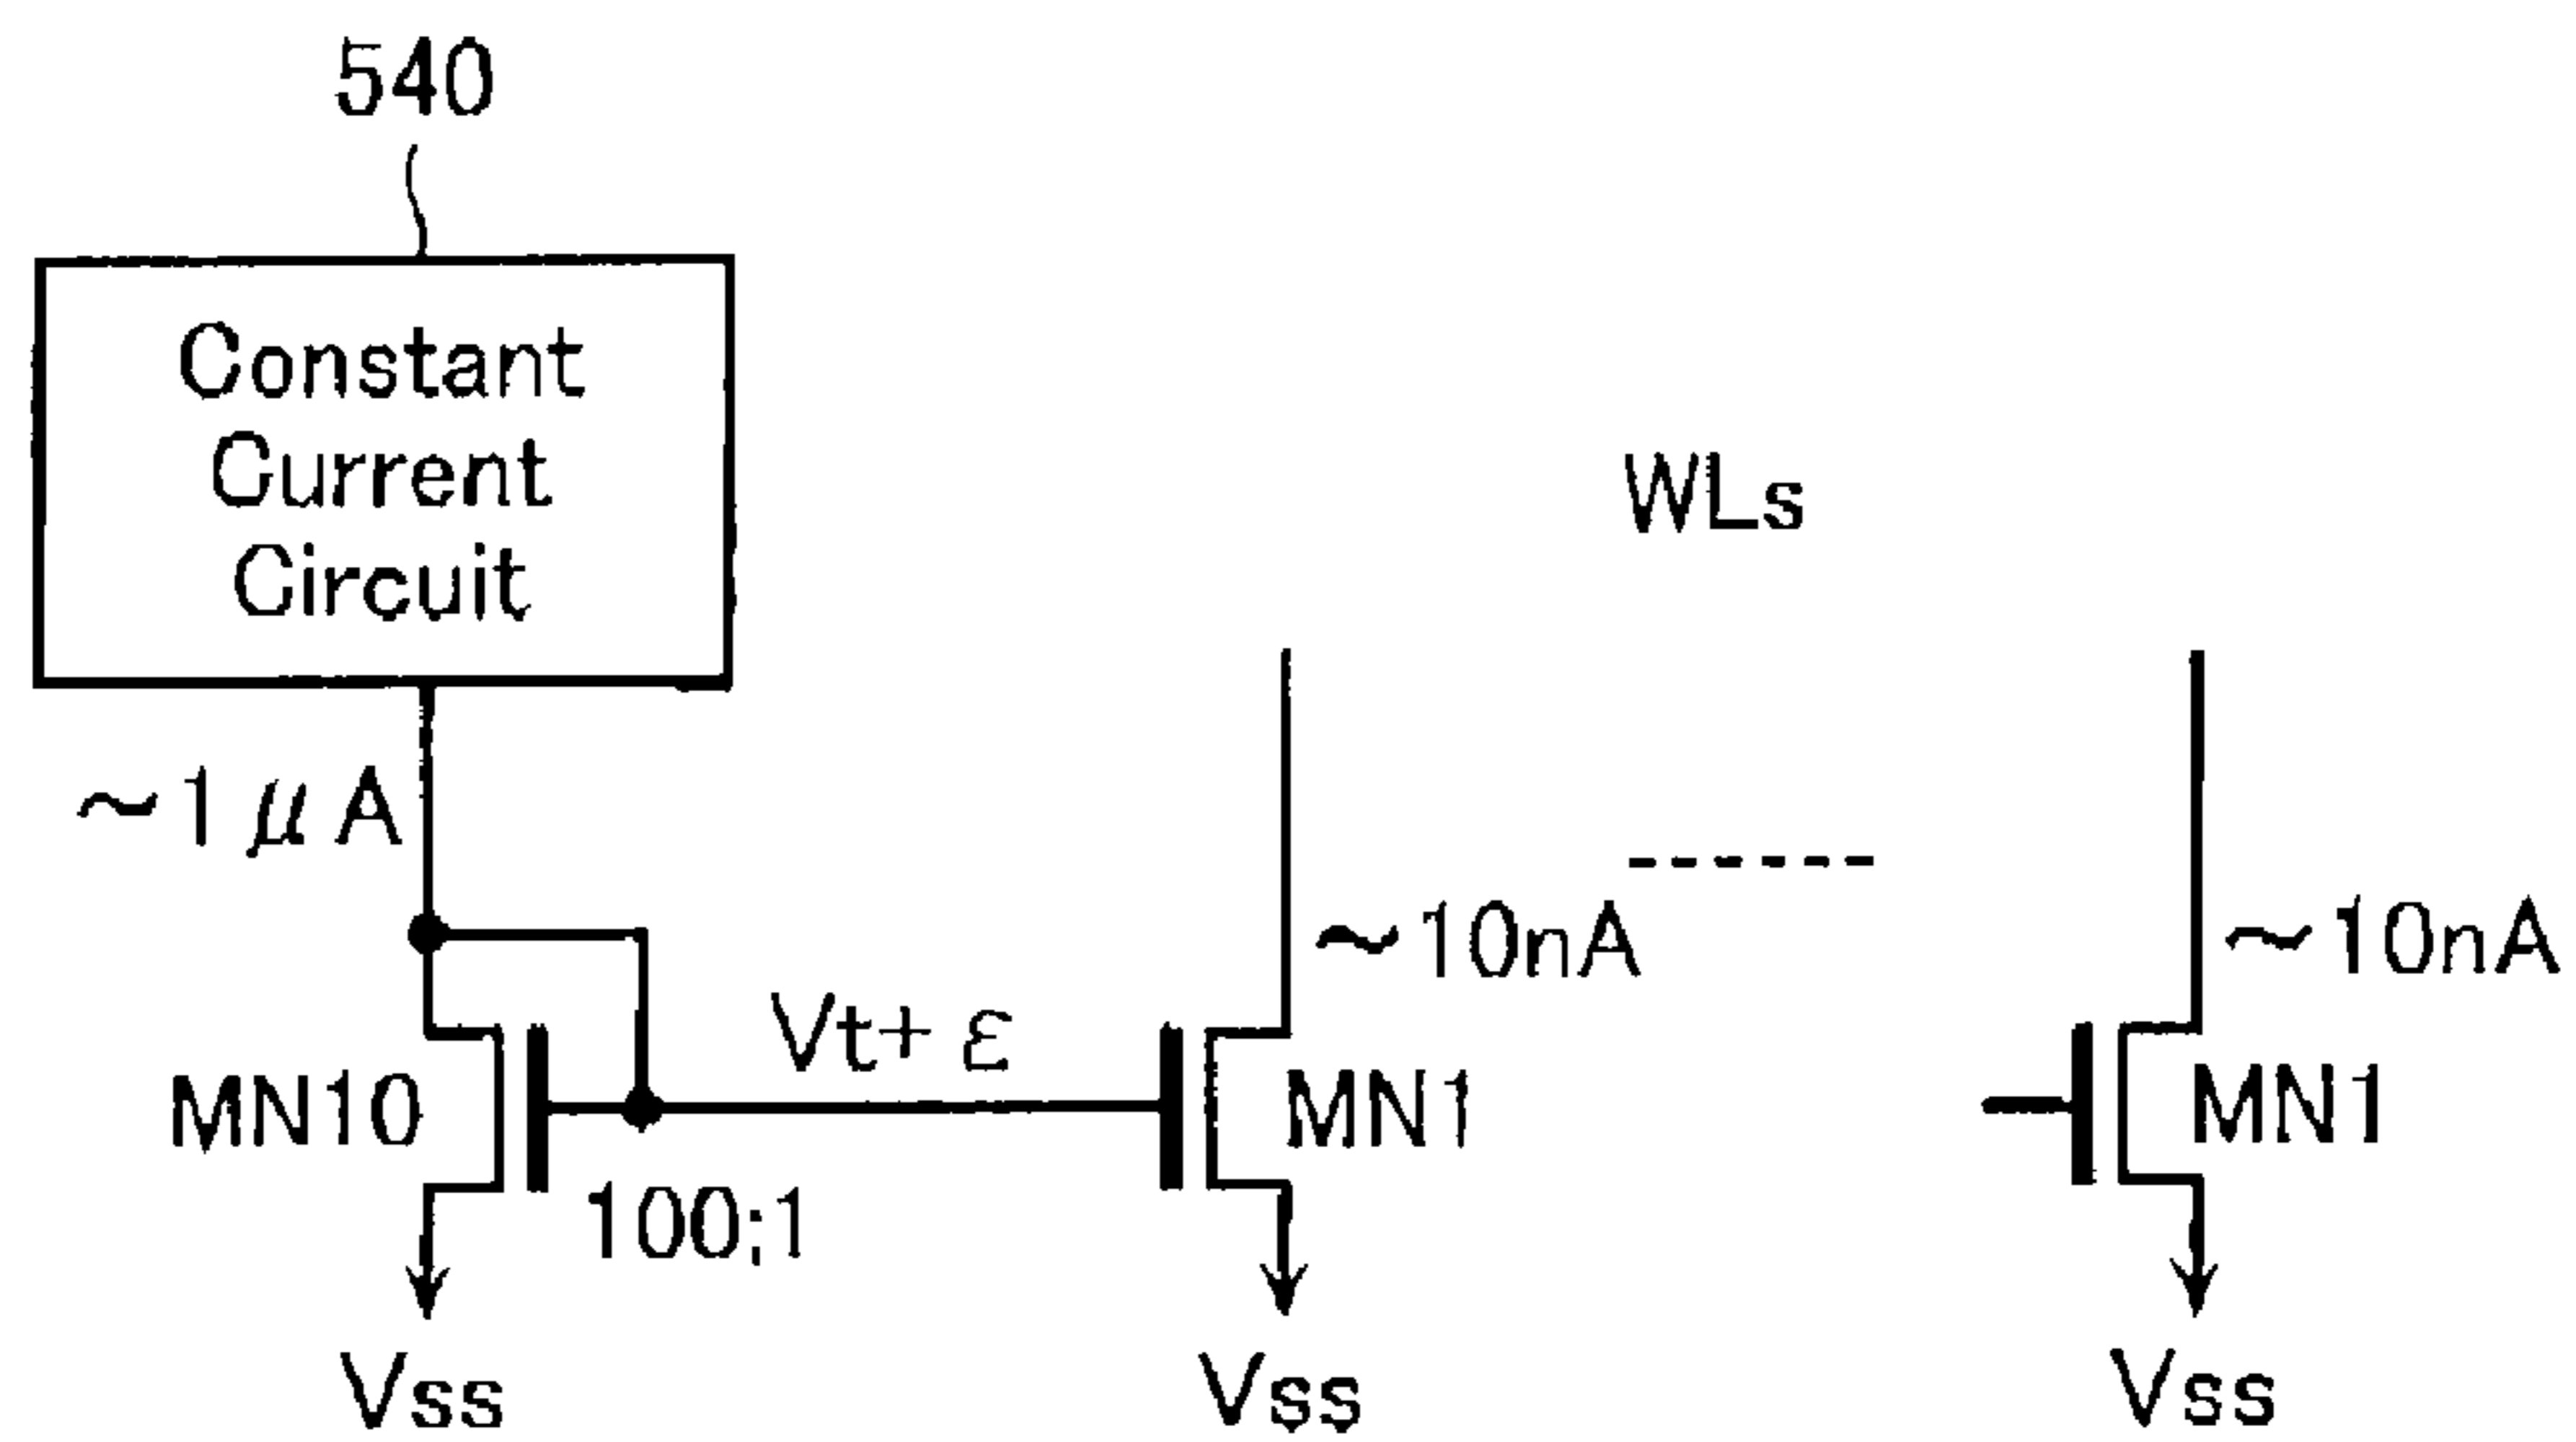 540
Constant
Current
Circuit
WLs
~1μA
~10nA
~10nA
Vt+ε
MN10
MN1
MN1
100;1
Vss
Vss
Vss